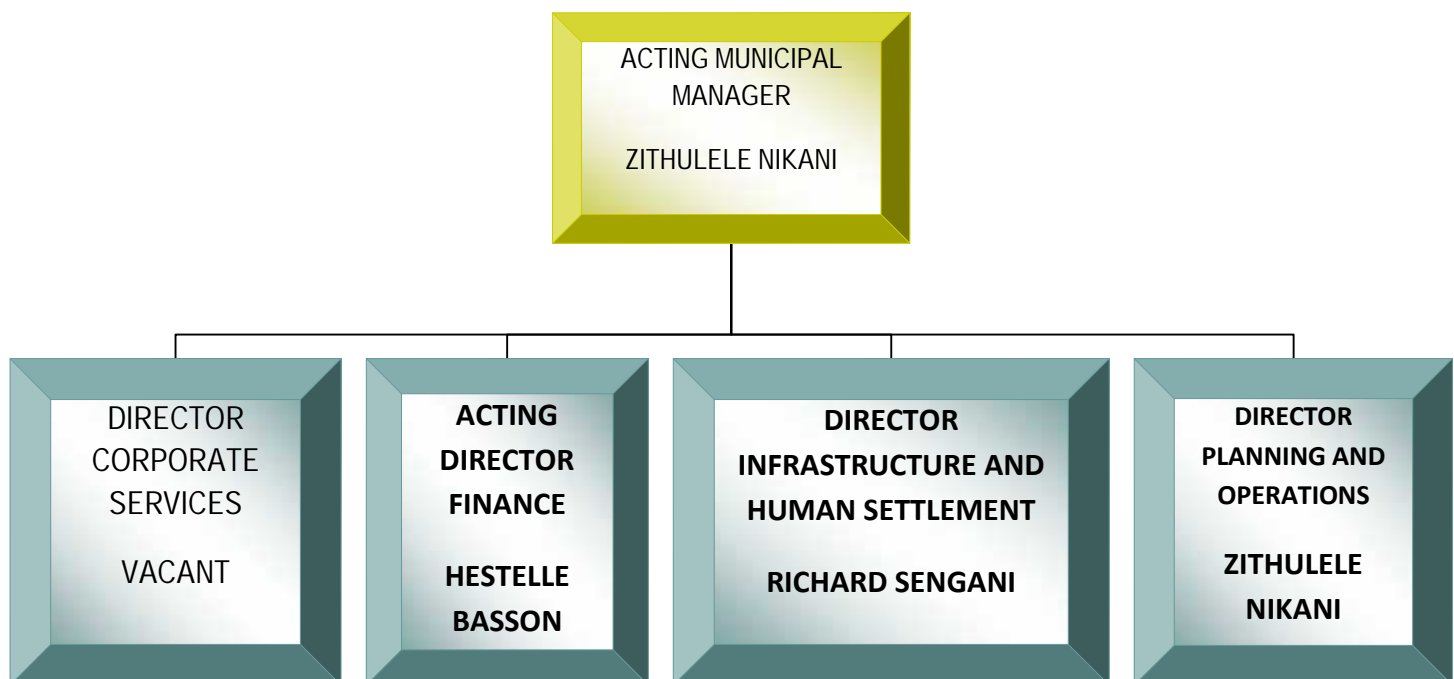 ACTING MUNICIPAL
MANAGER
ZITHULELE NIKANI
DIRECTOR
CORPORATE
SERVICES
VACANT
ACTING
DIRECTOR
FINANCE
HESTELLE
BASSON
DIRECTOR
INFRASTRUCTURE AND
HUMAN SETTLEMENT
RICHARD SENGANI
DIRECTOR
PLANNING AND
OPERATIONS
ZITHULELE
NIKANI